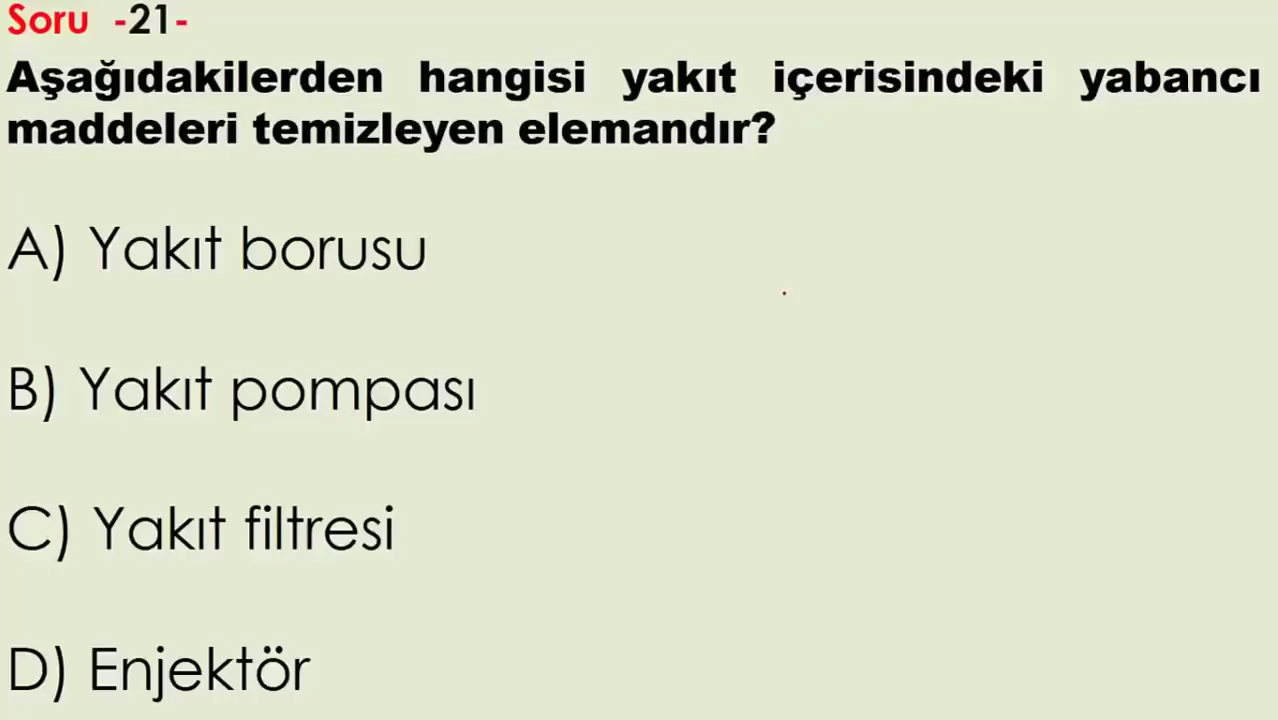 Soru -21-
Aşağıdakilerden hangisi yakıt içerisindeki yabancı
maddeleri temizleyen elemandır?
A) Yakıt borusu
B) Yakıt pompası
C) Yakıt filtresi
D) Enjektör